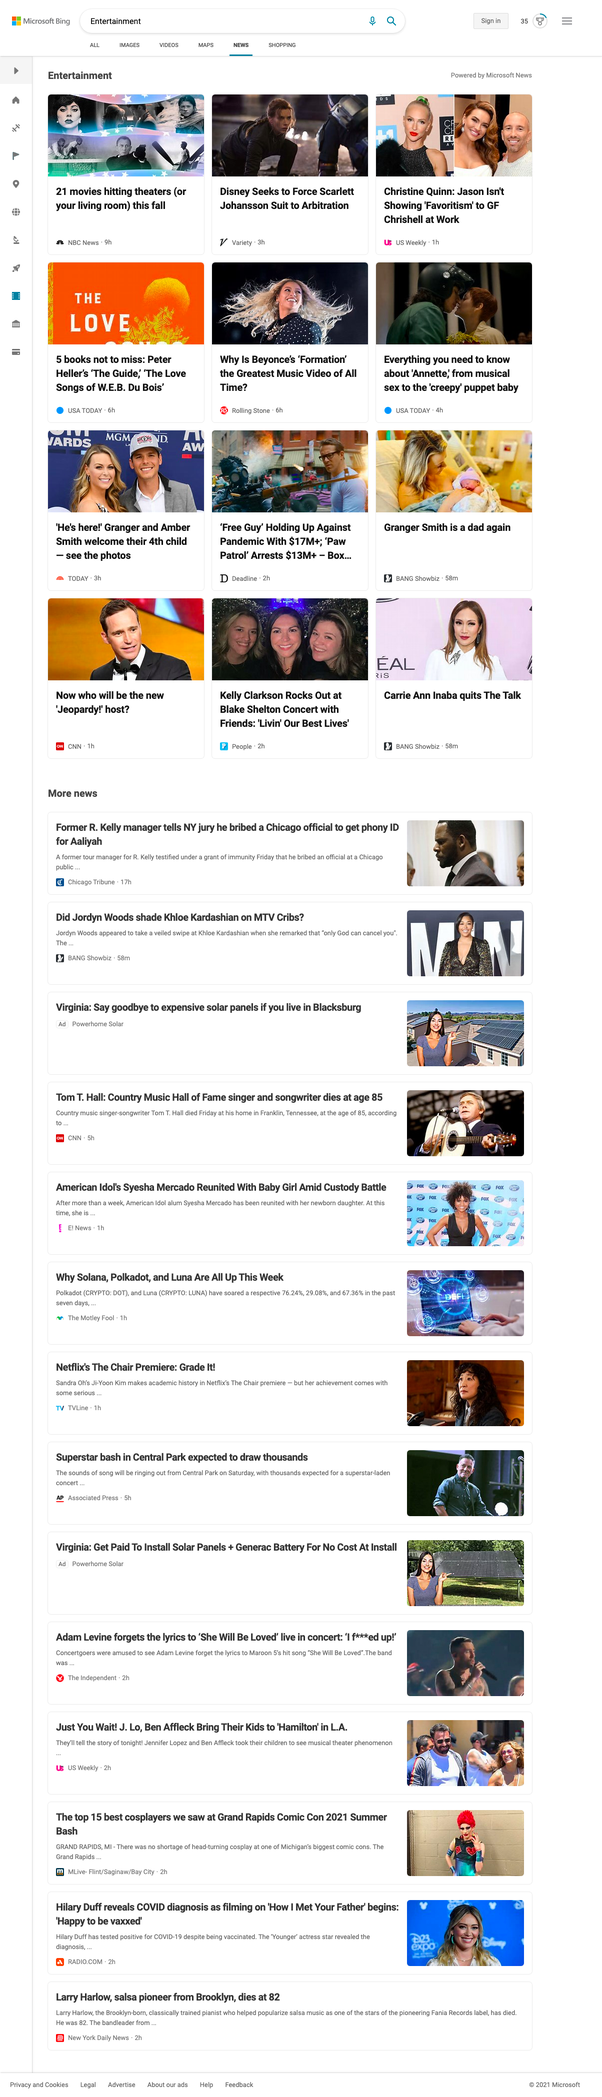 Microsoft Bing
Entertainment
Sign in
35
ALL
IMAGES
VIDEOS
MAPS
NEWS
SHOPPING
Entertainment
Powered by Microsoft News
21 movies hitting theaters (or
your living room) this fall
NBC News · 9h
Disney Seeks to Force Scarlett
Johansson Suit to Arbitration
Variety · 3h
Christine Quinn: Jason Isn't
Showing 'Favoritism' to GF
Chrishell at Work
US Weekly · 1h
THE
LOVE
5 books not to miss: Peter
Heller's 'The Guide,' 'The Love
Songs of W.E.B. Du Bois'
USA TODAY · 6h
Why Is Beyonce's 'Formation'
the Greatest Music Video of All
Time?
Rolling Stone · 6h
Everything you need to know
about 'Annette,' from musical
sex to the 'creepy' puppet baby
USA TODAY · 4h
WARDS
MGM GRAND
'He's here!' Granger and Amber
Smith welcome their 4th child
— see the photos
TODAY · 3h
'Free Guy' Holding Up Against
Pandemic With $17M+; 'Paw
Patrol' Arrests $13M+ – Box...
Deadline · 2h
Granger Smith is a dad again
BANG Showbiz · 58m
Now who will be the new
'Jeopardy!' host?
CNN · 1h
Kelly Clarkson Rocks Out at
Blake Shelton Concert with
Friends: 'Livin' Our Best Lives'
People · 2h
ÉAL
RIS
Carrie Ann Inaba quits The Talk
BANG Showbiz · 58m
More news
Former R. Kelly manager tells NY jury he bribed a Chicago official to get phony ID
for Aaliyah
A former tour manager for R. Kelly testified under a grant of immunity Friday that he bribed an official at a Chicago
public ...
Chicago Tribune · 17h
Did Jordyn Woods shade Khloe Kardashian on MTV Cribs?
Jordyn Woods appeared to take a veiled swipe at Khloe Kardashian when she remarked that "only God can cancel you".
The ...
BANG Showbiz · 58m
Virginia: Say goodbye to expensive solar panels if you live in Blacksburg
Ad Powerhome Solar
Tom T. Hall: Country Music Hall of Fame singer and songwriter dies at age 85
Country music singer-songwriter Tom T. Hall died Friday at his home in Franklin, Tennessee, at the age of 85, according
to ...
CNN · 5h
American Idol's Syesha Mercado Reunited With Baby Girl Amid Custody Battle
After more than a week, American Idol alum Syesha Mercado has been reunited with her newborn daughter. At this
time, she is ...
E! News · 1h
Why Solana, Polkadot, and Luna Are All Up This Week
Polkadot (CRYPTO: DOT), and Luna (CRYPTO: LUNA) have soared a respective 76.24%, 29.08%, and 67.36% in the past
seven days, ...
The Motley Fool · 1h
Netflix's The Chair Premiere: Grade It!
Sandra Oh's Ji-Yoon Kim makes academic history in Netflix's The Chair premiere — but her achievement comes with
some serious ...
TVLine · 1h
Superstar bash in Central Park expected to draw thousands
The sounds of song will be ringing out from Central Park on Saturday, with thousands expected for a superstar-laden
concert ...
Associated Press · 5h
Virginia: Get Paid To Install Solar Panels + Generac Battery For No Cost At Install
Ad Powerhome Solar
Adam Levine forgets the lyrics to 'She Will Be Loved' live in concert: 'I f***ed up!'
Concertgoers were amused to see Adam Levine forget the lyrics to Maroon 5's hit song "She Will Be Loved".The band
was ...
The Independent · 2h
Just You Wait! J. Lo, Ben Affleck Bring Their Kids to 'Hamilton' in L.A.
They'll tell the story of tonight! Jennifer Lopez and Ben Affleck took their children to see musical theater phenomenon
...
US Weekly · 2h
The top 15 best cosplayers we saw at Grand Rapids Comic Con 2021 Summer
Bash
GRAND RAPIDS, MI - There was no shortage of head-turning cosplay at one of Michigan's biggest comic cons. The
Grand Rapids ...
MLive- Flint/Saginaw/Bay City · 2h
Hilary Duff reveals COVID diagnosis as filming on 'How I Met Your Father' begins:
'Happy to be vaxxed'
Hilary Duff has tested positive for COVID-19 despite being vaccinated. The 'Younger' actress star revealed the
diagnosis, ...
RADIO.COM · 2h
Larry Harlow, salsa pioneer from Brooklyn, dies at 82
Larry Harlow, the Brooklyn-born, classically trained pianist who helped popularize salsa music as one of the stars of the pioneering Fania Records label, has died.
He was 82. The bandleader from ...
New York Daily News · 2h
Privacy and Cookies
Legal
Advertise
About our ads
Help
Feedback
© 2021 Microsoft